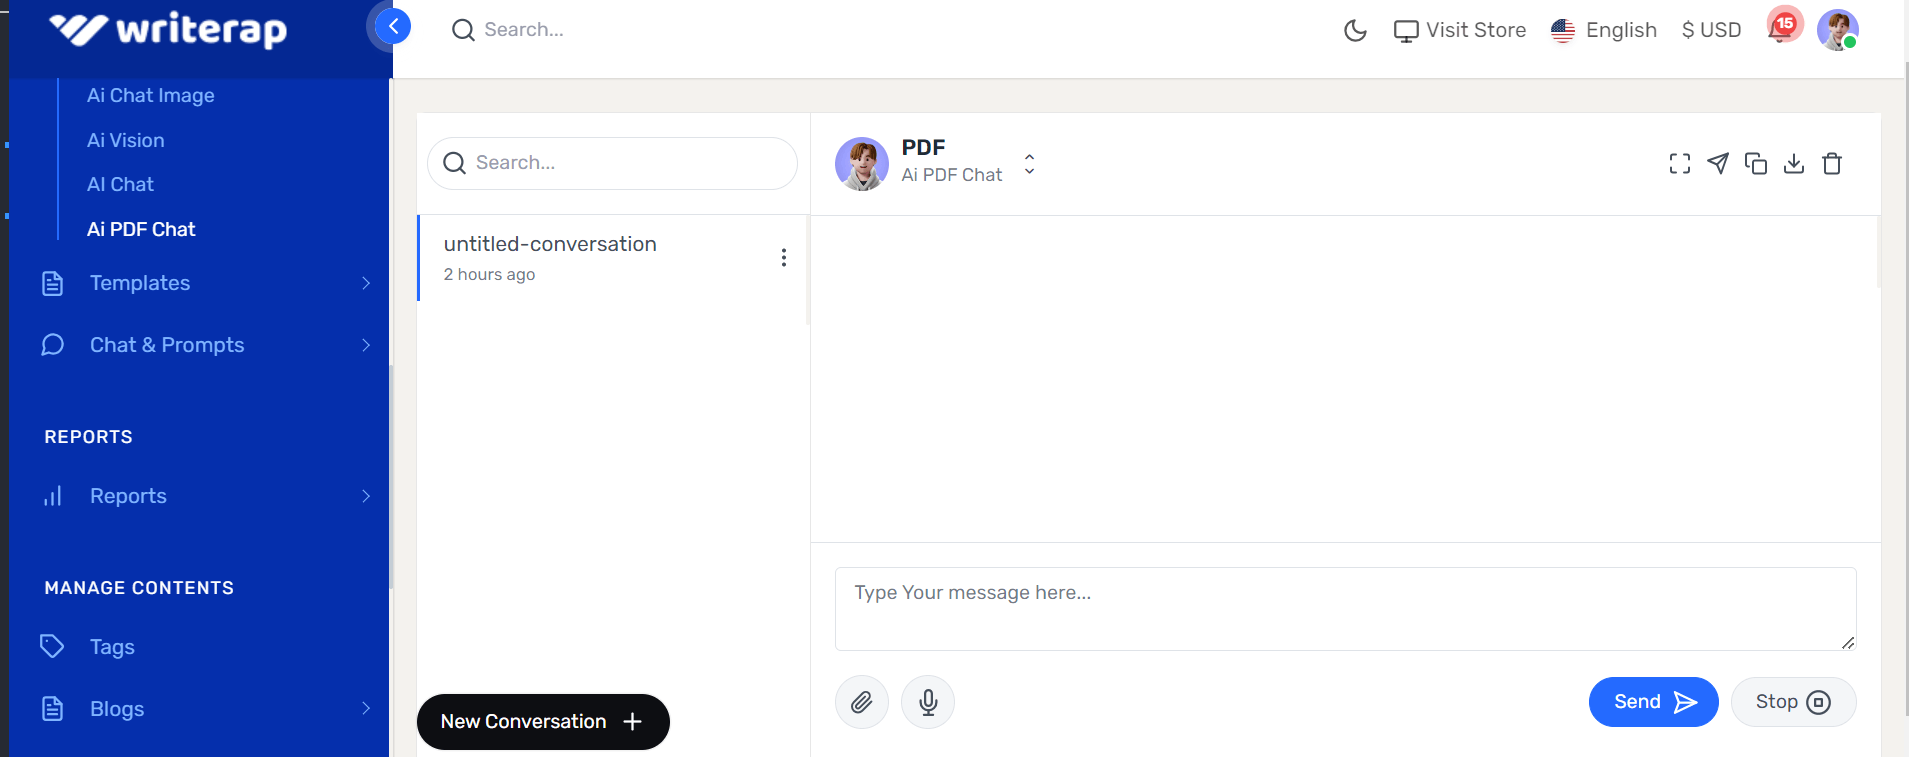 writerap
Search...
Visit Store
English
$ USD
15
Ai Chat Image
Ai Vision
AI Chat
Ai PDF Chat
Templates
Chat & Prompts
REPORTS
Reports
MANAGE CONTENTS
Tags
Blogs
Search...
untitled-conversation
2 hours ago
New Conversation
PDF
Ai PDF Chat
Type Your message here...
Send
Stop